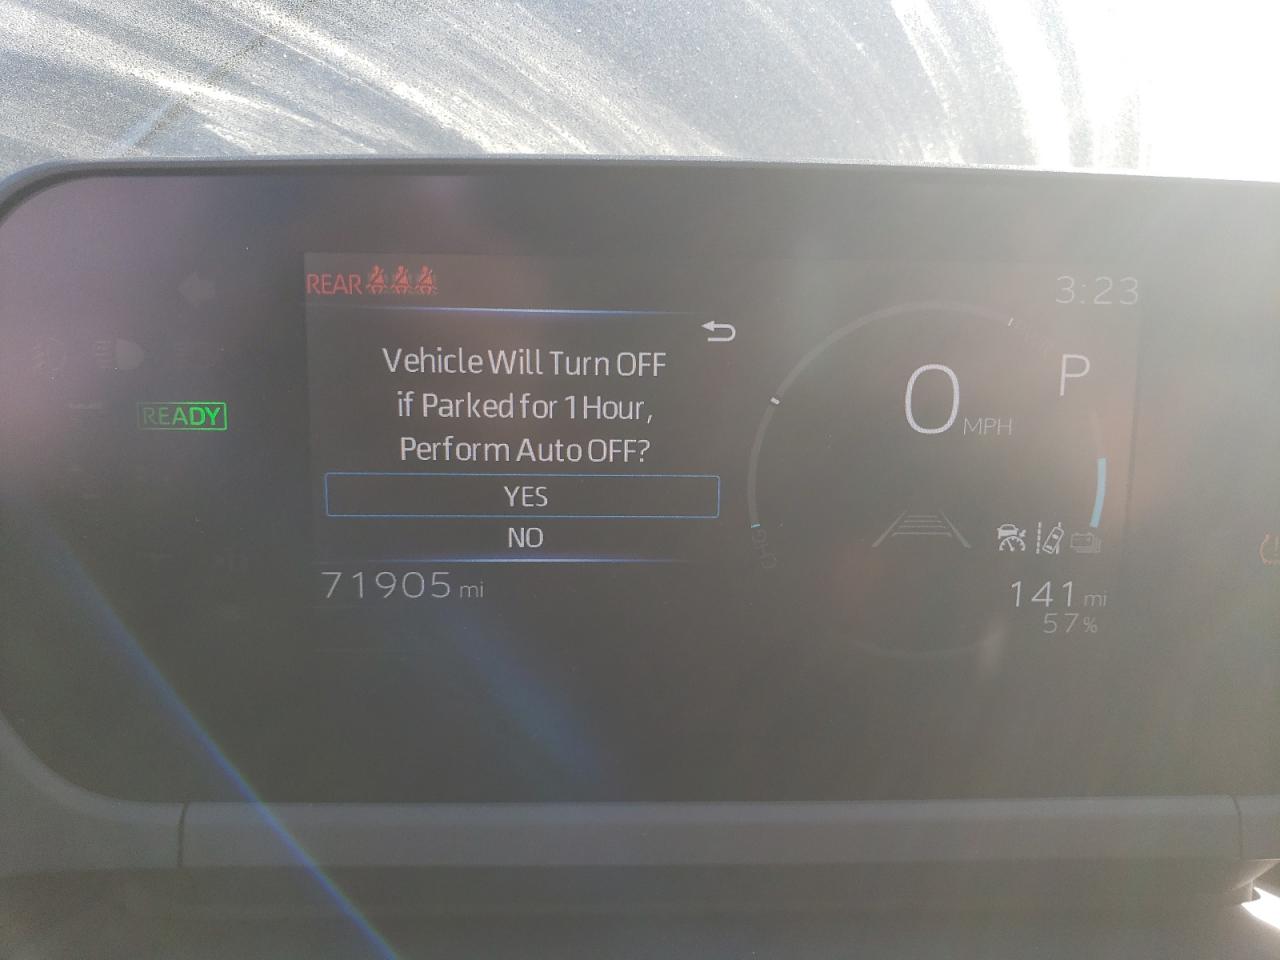 REAR
3:23
Vehicle Will Turn OFF
if Parked for 1 Hour,
Perform Auto OFF?
YES
NO
READY
P
0 MPH
CHG
71905 mi
141 mi
57%